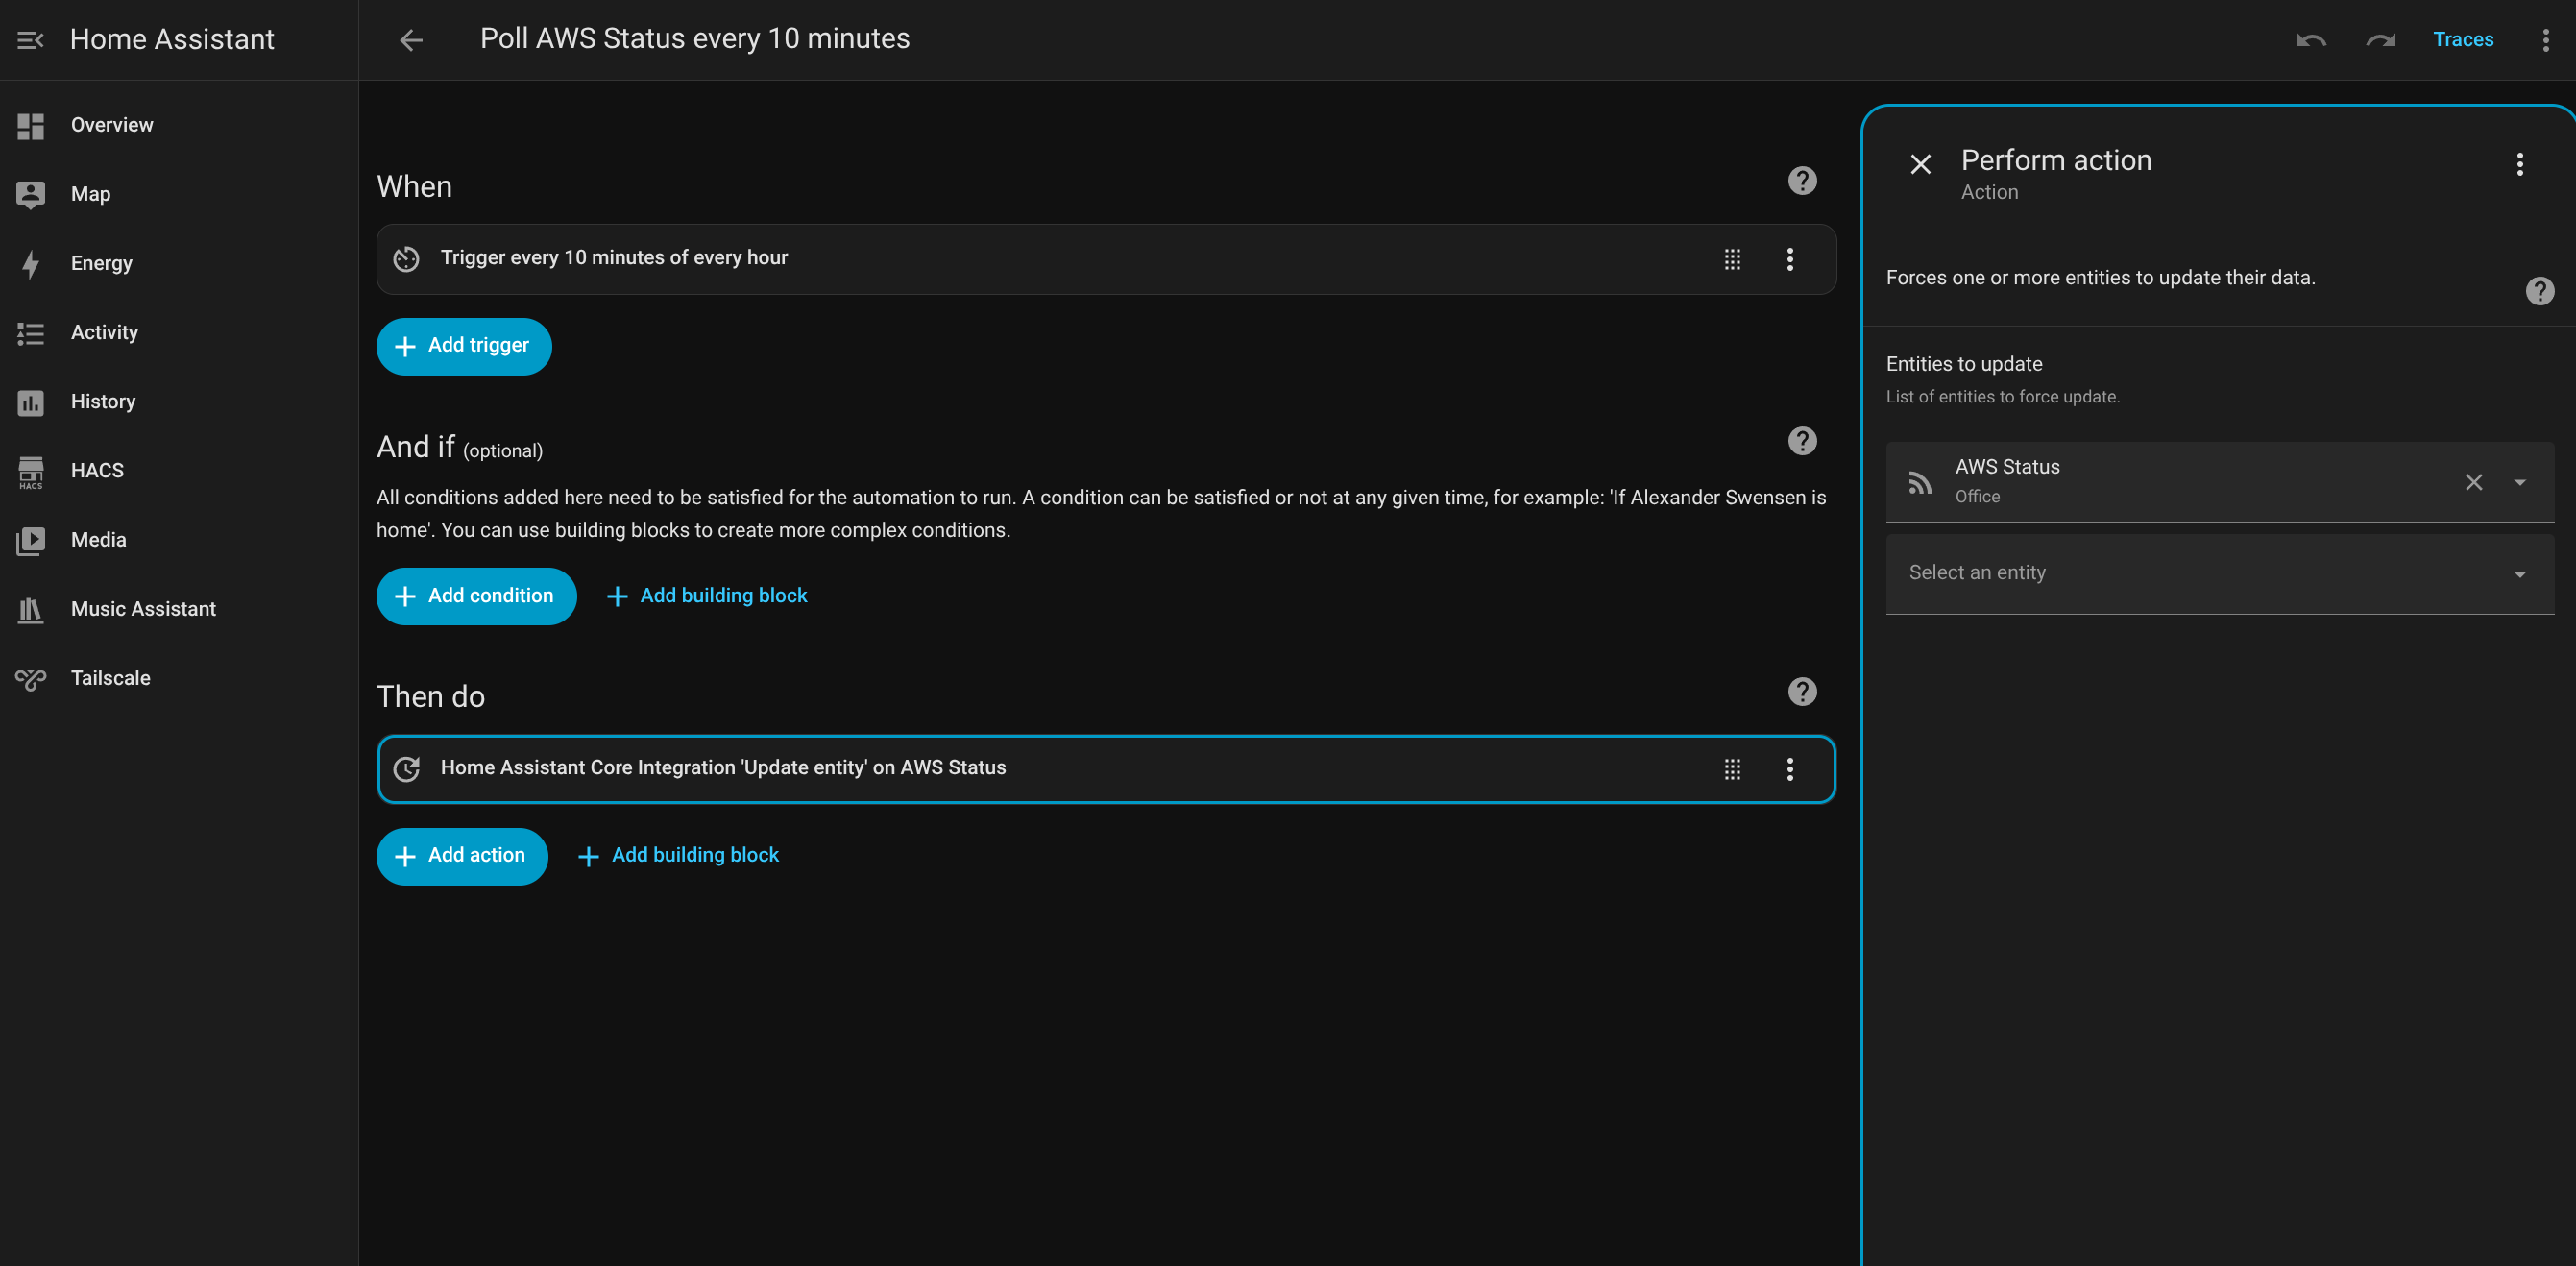 Home Assistant
Poll AWS Status every 10 minutes
Traces
Overview
Map
Energy
Activity
History
HACS
HACS
Media
Music Assistant
Tailscale
When
Trigger every 10 minutes of every hour
Add trigger
And if (optional)
All conditions added here need to be satisfied for the automation to run. A condition can be satisfied or not at any given time, for example: 'If Alexander Swensen is
home'. You can use building blocks to create more complex conditions.
Add condition
Add building block
Then do
Home Assistant Core Integration 'Update entity' on AWS Status
Add action
Add building block
Perform action
Action
Forces one or more entities to update their data.
Entities to update
List of entities to force update.
AWS Status
Office
Select an entity